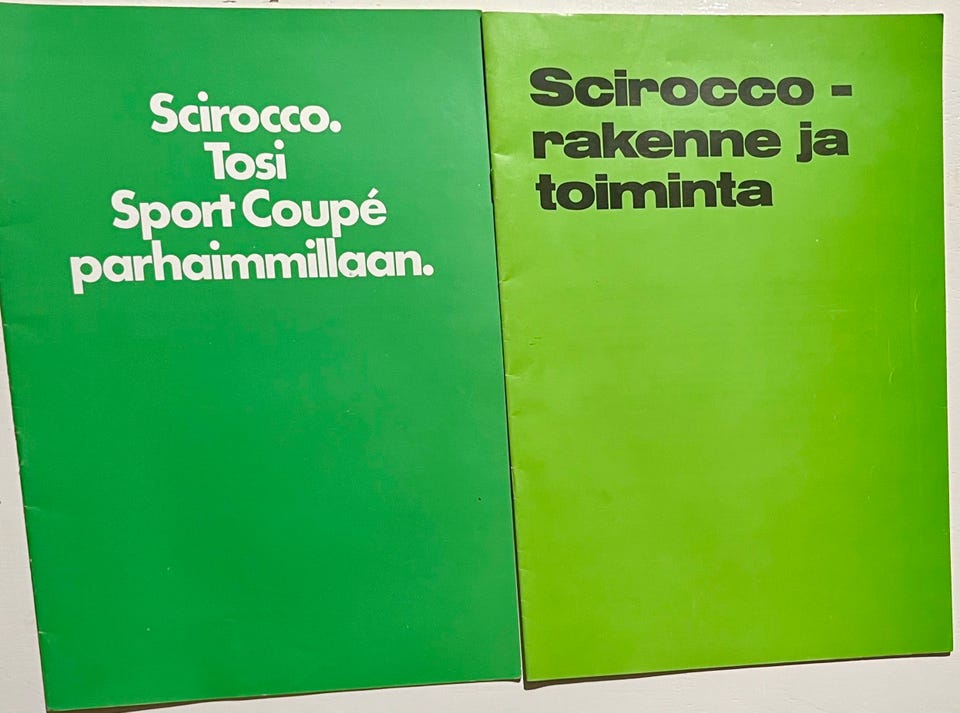 Scirocco.
Tosi
Sport Coupé
parhaimmillaan.
Scirocco -
rakenne ja
toiminta